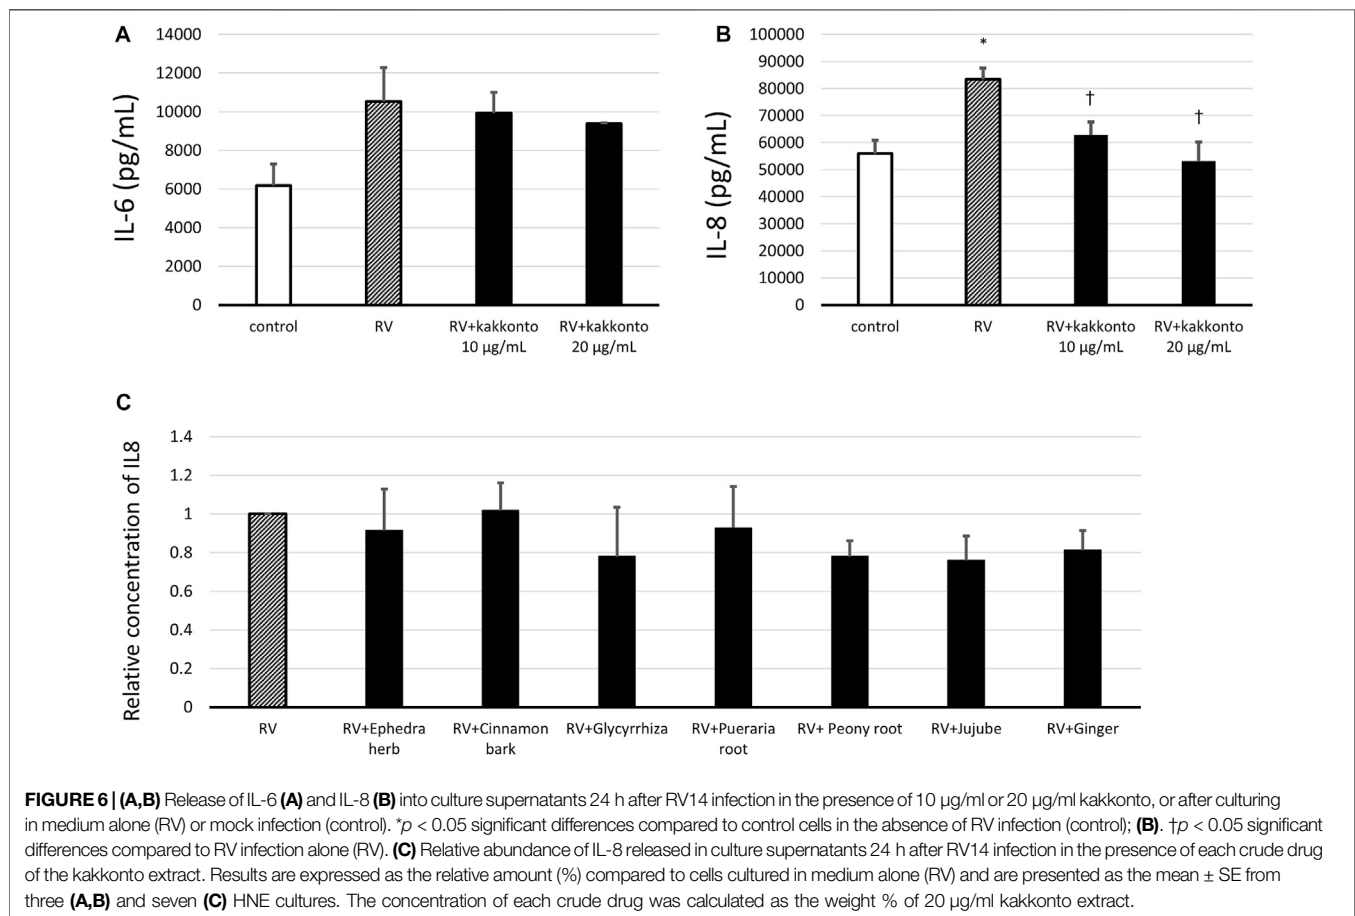 A
14000
12000
10000
8000
6000
4000
2000
0
IL-6 (pg/mL)
control
RV
RV+kakkonto
10 µg/mL
RV+kakkonto
20 µg/mL
B
100000
90000
80000
70000
60000
50000
40000
30000
20000
10000
0
IL-8 (pg/mL)
*
†
†
control
RV
RV+kakkonto
10 µg/mL
RV+kakkonto
20 µg/mL
C
1.4
1.2
1
0.8
0.6
0.4
0.2
0
Relative concentration of IL8
RV
RV+Ephedra
herb
RV+Cinnamon
bark
RV+Glycyrrhiza
RV+Pueraria
root
RV+ Peony root
RV+Jujube
RV+Ginger
FIGURE 6 | (A,B) Release of IL-6 (A) and IL-8 (B) into culture supernatants 24 h after RV14 infection in the presence of 10 µg/ml or 20 µg/ml kakkonto, or after culturing
in medium alone (RV) or mock infection (control). *p < 0.05 significant differences compared to control cells in the absence of RV infection (control); (B). †p < 0.05 significant
differences compared to RV infection alone (RV). (C) Relative abundance of IL-8 released in culture supernatants 24 h after RV14 infection in the presence of each crude drug
of the kakkonto extract. Results are expressed as the relative amount (%) compared to cells cultured in medium alone (RV) and are presented as the mean ± SE from
three (A,B) and seven (C) HNE cultures. The concentration of each crude drug was calculated as the weight % of 20 µg/ml kakkonto extract.